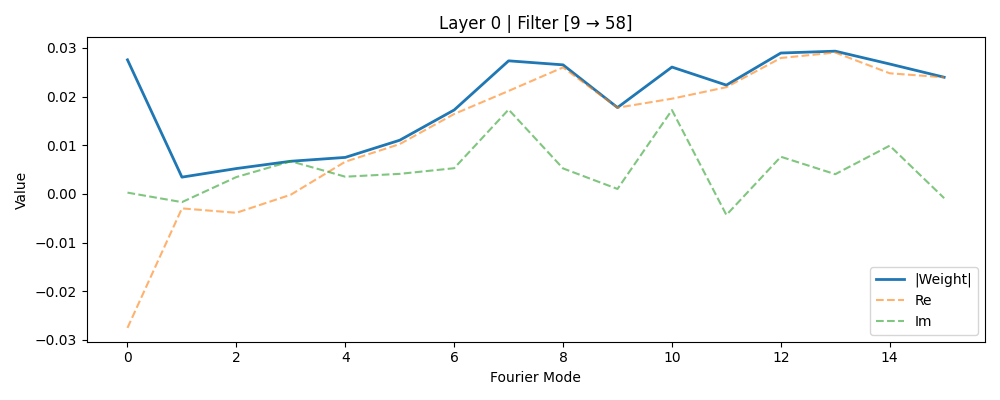 Layer 0 | Filter [9 → 58]
Value
0.03
0.02
0.01
0.00
−0.01
−0.02
−0.03
0 2 4 6 8 10 12 14
Fourier Mode
|Weight|
Re
Im